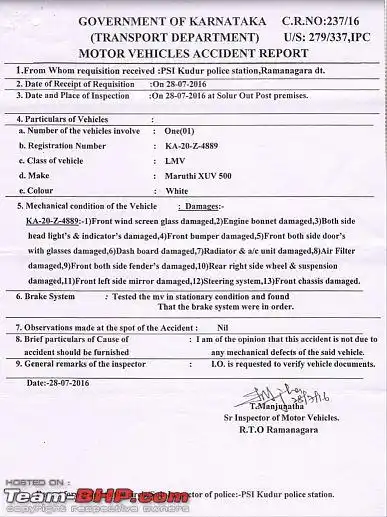 GOVERNMENT OF KARNATAKA C.R.NO:237/16
(TRANSPORT DEPARTMENT) U/S: 279/337,IPC
MOTOR VEHICLES ACCIDENT REPORT
1.From Whom requisition received :PSI Kudur police station,Ramanagara dt.
2. Date of Receipt of Requisition :On 28-07-2016
3. Date and Place of Inspection :On 28-07-2016 at Solur Out Post premises.
4. Particulars of Vehicles :
a. Number of the vehicles involve : One(01)
b. Registration Number : KA-20-Z-4889
c. Class of vehicle : LMV
d. Make : Maruthi XUV 500
e. Colour : White
5. Mechanical condition of the Vehicle : Damages:-
KA-20-Z-4889:-1)Front wind screen glass damaged,2)Engine bonnet damaged,3)Both side
head light's & indicator's damaged,4)Front bumper damaged,5)Front both side door's
with glasses damaged,6)Dash board damaged,7)Radiator & a/c unit damaged,8)Air Filter
damaged,9)Front both side fender's damaged,10)Rear right side wheel & suspension
damaged,11)Front left side mirror damaged,12)Steering system,13)Front chassis damaged.
6. Brake System : Tested the mv in stationary condition and found
That the brake system were in order.
7. Observations made at the spot of the Accident : Nil
8. Brief particulars of Cause of : I am of the opinion that this accident is not due to
accident should be furnished any mechanical defects of the said vehicle.
9. General remarks of the inspector : I.O. is requested to verify vehicle documents.
Date:-28-07-2016
28/7/16
T.Manjunatha
Sr Inspector of Motor Vehicles.
R.T.O Ramanagara
HOSTED ON :
Team-BHP.com
copyright respective owners
of police:-PSI Kudur police station.